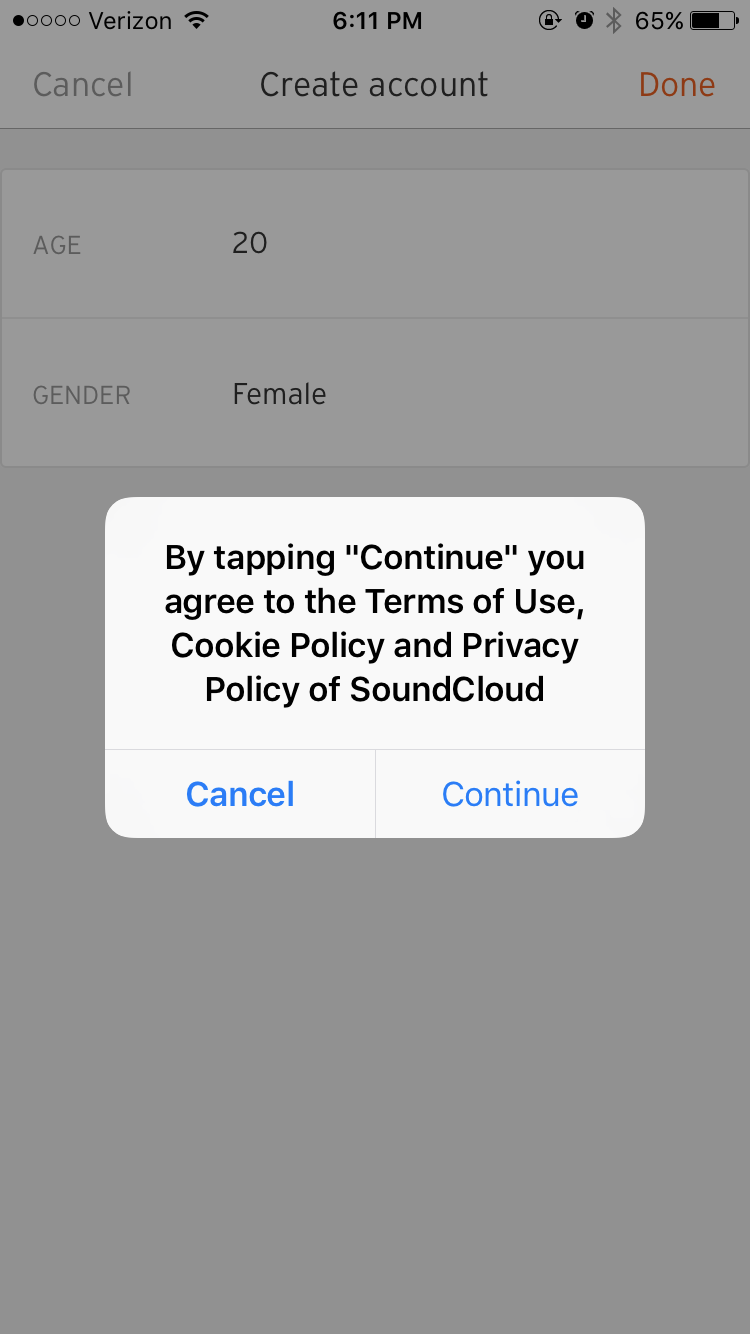 Verizon 6:11 PM 65%
Cancel Create account Done
AGE 20
GENDER Female
By tapping "Continue" you
agree to the Terms of Use,
Cookie Policy and Privacy
Policy of SoundCloud
Cancel Continue